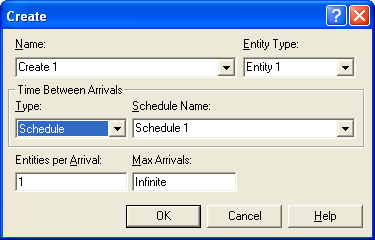 Create
Name: Entity Type:
Create 1 Entity 1
Time Between Arrivals
Type: Schedule Name:
Schedule Schedule 1
Entities per Arrival: Max Arrivals:
1 Infinite
OK Cancel Help